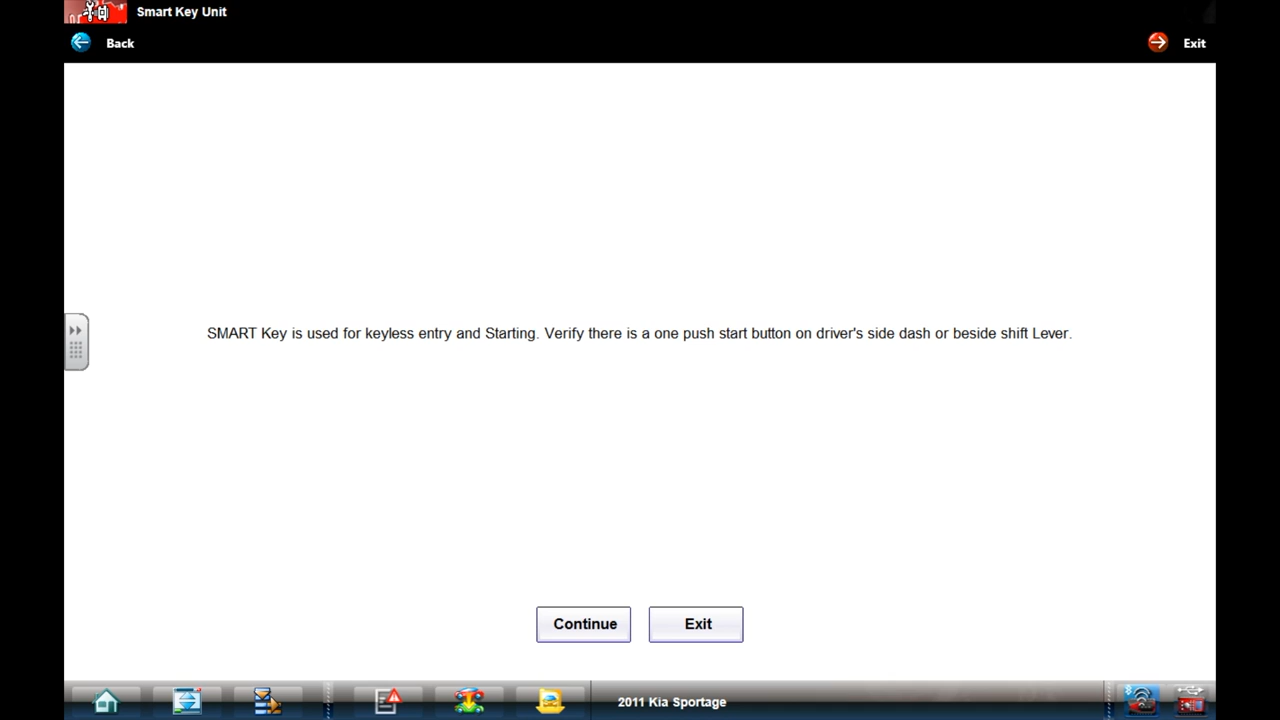 Smart Key Unit
Back
Exit
SMART Key is used for keyless entry and Starting. Verify there is a one push start button on driver's side dash or beside shift Lever.
Continue
Exit
2011 Kia Sportage